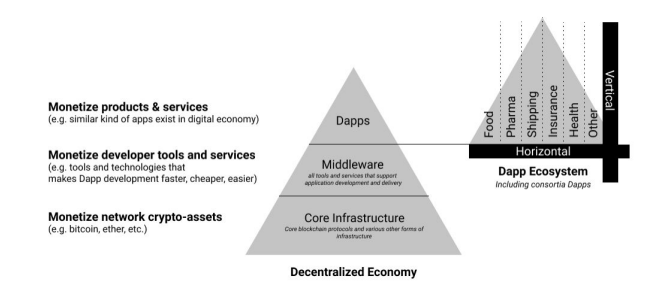 Monetize products & services
(e.g. similar kind of apps exist in digital economy)
Monetize developer tools and services
(e.g. tools and technologies that
makes Dapp development faster, cheaper, easier)
Monetize network crypto-assets
(e.g. bitcoin, ether, etc.)
Dapps
Middleware
all tools and services that support
application development and delivery
Core Infrastructure
Core blockchain protocols and various other forms of
infrastructure
Decentralized Economy
Food
Pharma
Shipping
Insurance
Health
Other
Vertical
Horizontal
Dapp Ecosystem
Including consortia Dapps